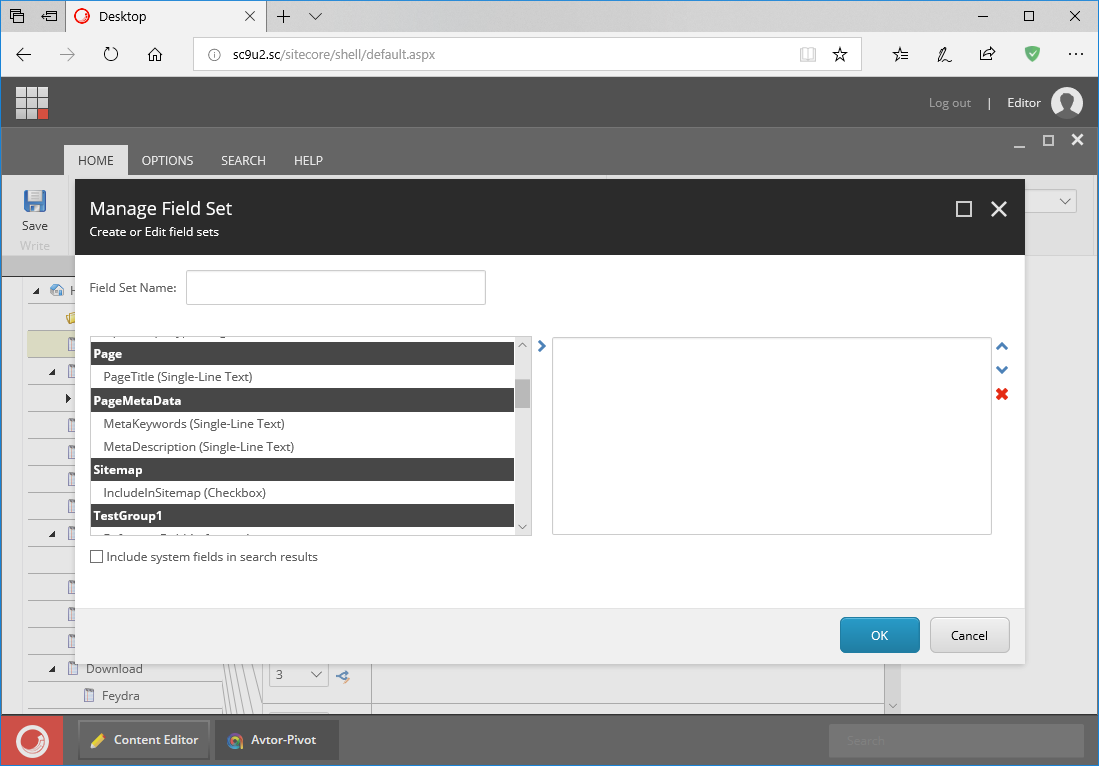 Desktop
sc9u2.sc/sitecore/shell/default.aspx
Log out | Editor
HOME OPTIONS SEARCH HELP
Save
Write
Manage Field Set
Create or Edit field sets
Field Set Name:
Page
PageTitle (Single-Line Text)
PageMetaData
MetaKeywords (Single-Line Text)
MetaDescription (Single-Line Text)
Sitemap
IncludeInSitemap (Checkbox)
TestGroup1
Include system fields in search results
OK Cancel
Download
3
Feydra
Content Editor
Avtor-Pivot
Search